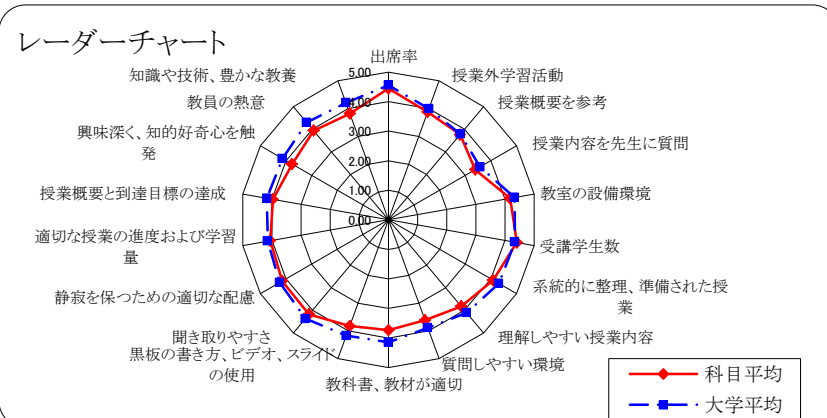 レーダーチャート
出席率
授業外学習活動
授業概要を参考
授業内容を先生に質問
教室の設備環境
受講学生数
系統的に整理、準備された授
業
理解しやすい授業内容
質問しやすい環境
教科書、教材が適切
黒板の書き方、ビデオ、スライド
の使用
聞き取りやすさ
静寂を保つための適切な配慮
適切な授業の進度および学習
量
授業概要と到達目標の達成
興味深く、知的好奇心を触
発
教員の熱意
知識や技術、豊かな教養
5.00
4.00
3.00
2.00
1.00
0.00
科目平均
大学平均